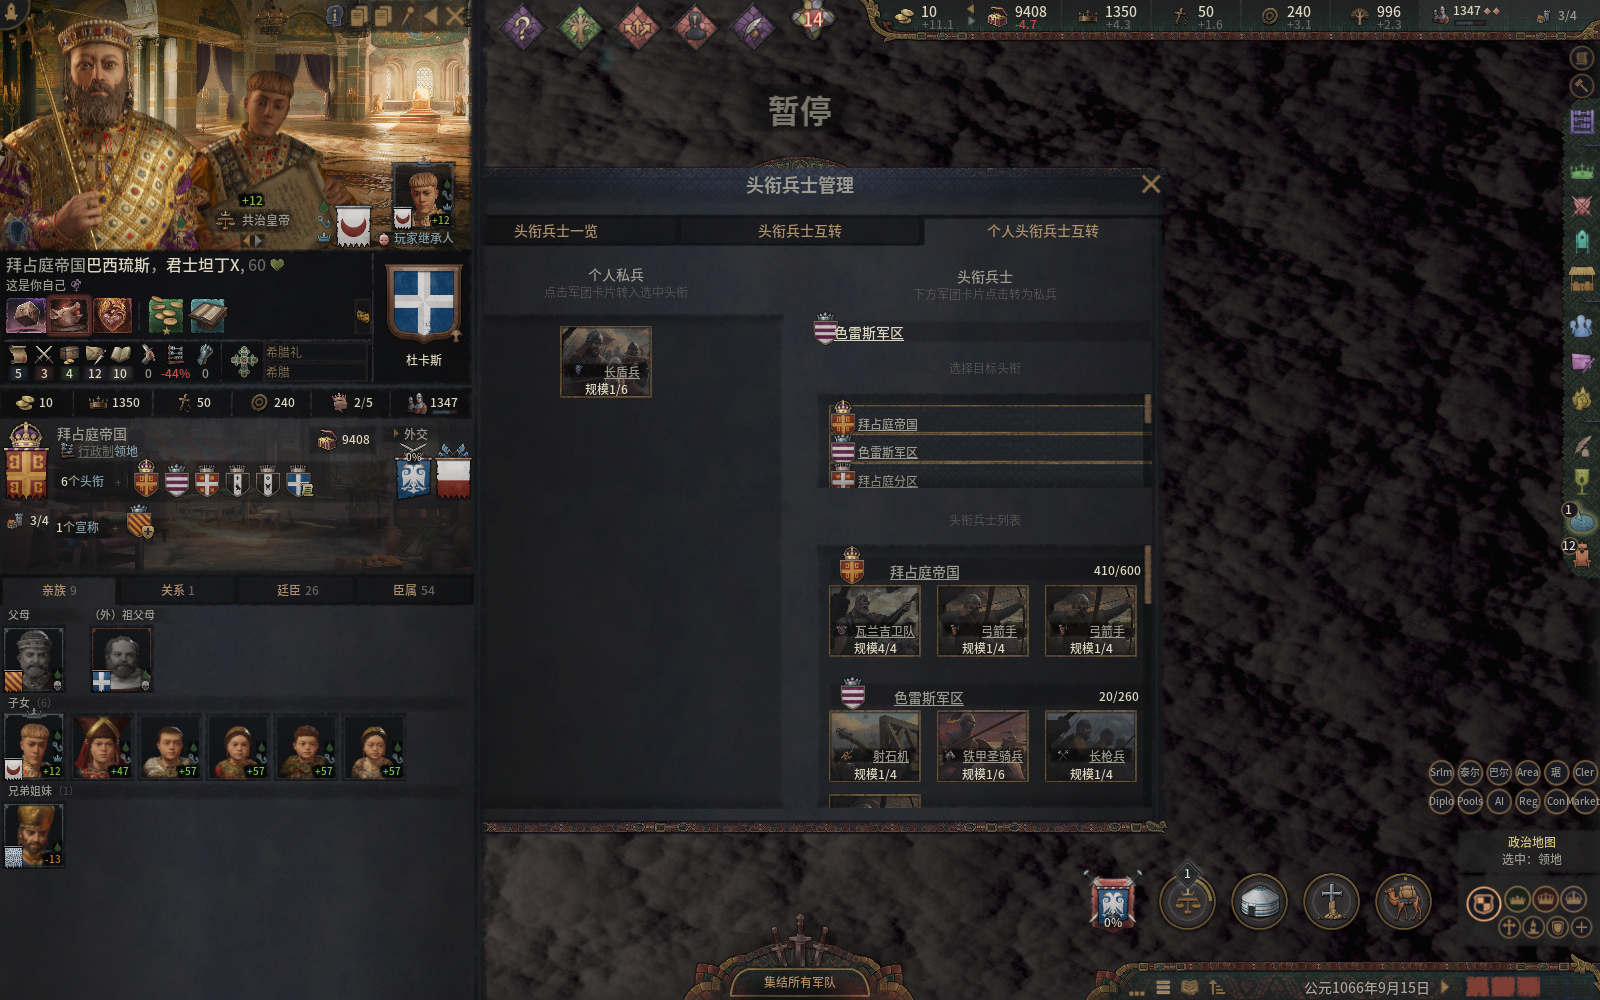 10
+11.1
9408
-4.7
1350
+4.3
50
+1.6
240
+3.1
996
+2.3
1347
3/4
14
暂停
+12
共治皇帝
+12
玩家继承人
拜占庭帝国巴西琉斯，君士坦丁X, 60
这是你自己
5
3
4
12
10
0
-44%
0
希腊礼
希腊
杜卡斯
10
1350
50
240
2/5
1347
拜占庭帝国
行政制领地
9408
外交
0%
6个头衔
+
3/4
1个宣称
+
亲族 9
关系 1
廷臣 26
臣属 54
父母
（外）祖父母
子女 (6)
+12
+47
+57
+57
+57
+57
兄弟姐妹 (1)
-13
头衔兵士管理
头衔兵士一览
头衔兵士互转
个人头衔兵士互转
个人私兵
点击军团卡片转入选中头衔
长盾兵
规模1/6
头衔兵士
下方军团卡片点击转为私兵
色雷斯军区
选择目标头衔
拜占庭帝国
色雷斯军区
拜占庭分区
头衔兵士列表
拜占庭帝国
410/600
瓦兰吉卫队
规模4/4
弓箭手
规模1/4
弓箭手
规模1/4
色雷斯军区
20/260
射石机
规模1/4
铁甲圣骑兵
规模1/6
长枪兵
规模1/4
1
12
Srlm
泰尔
巴尔
Area
琚
Cler
Diplo
Pools
AI
Reg
Con
Market
政治地图
选中：领地
0%
1
集结所有军队
公元1066年9月15日